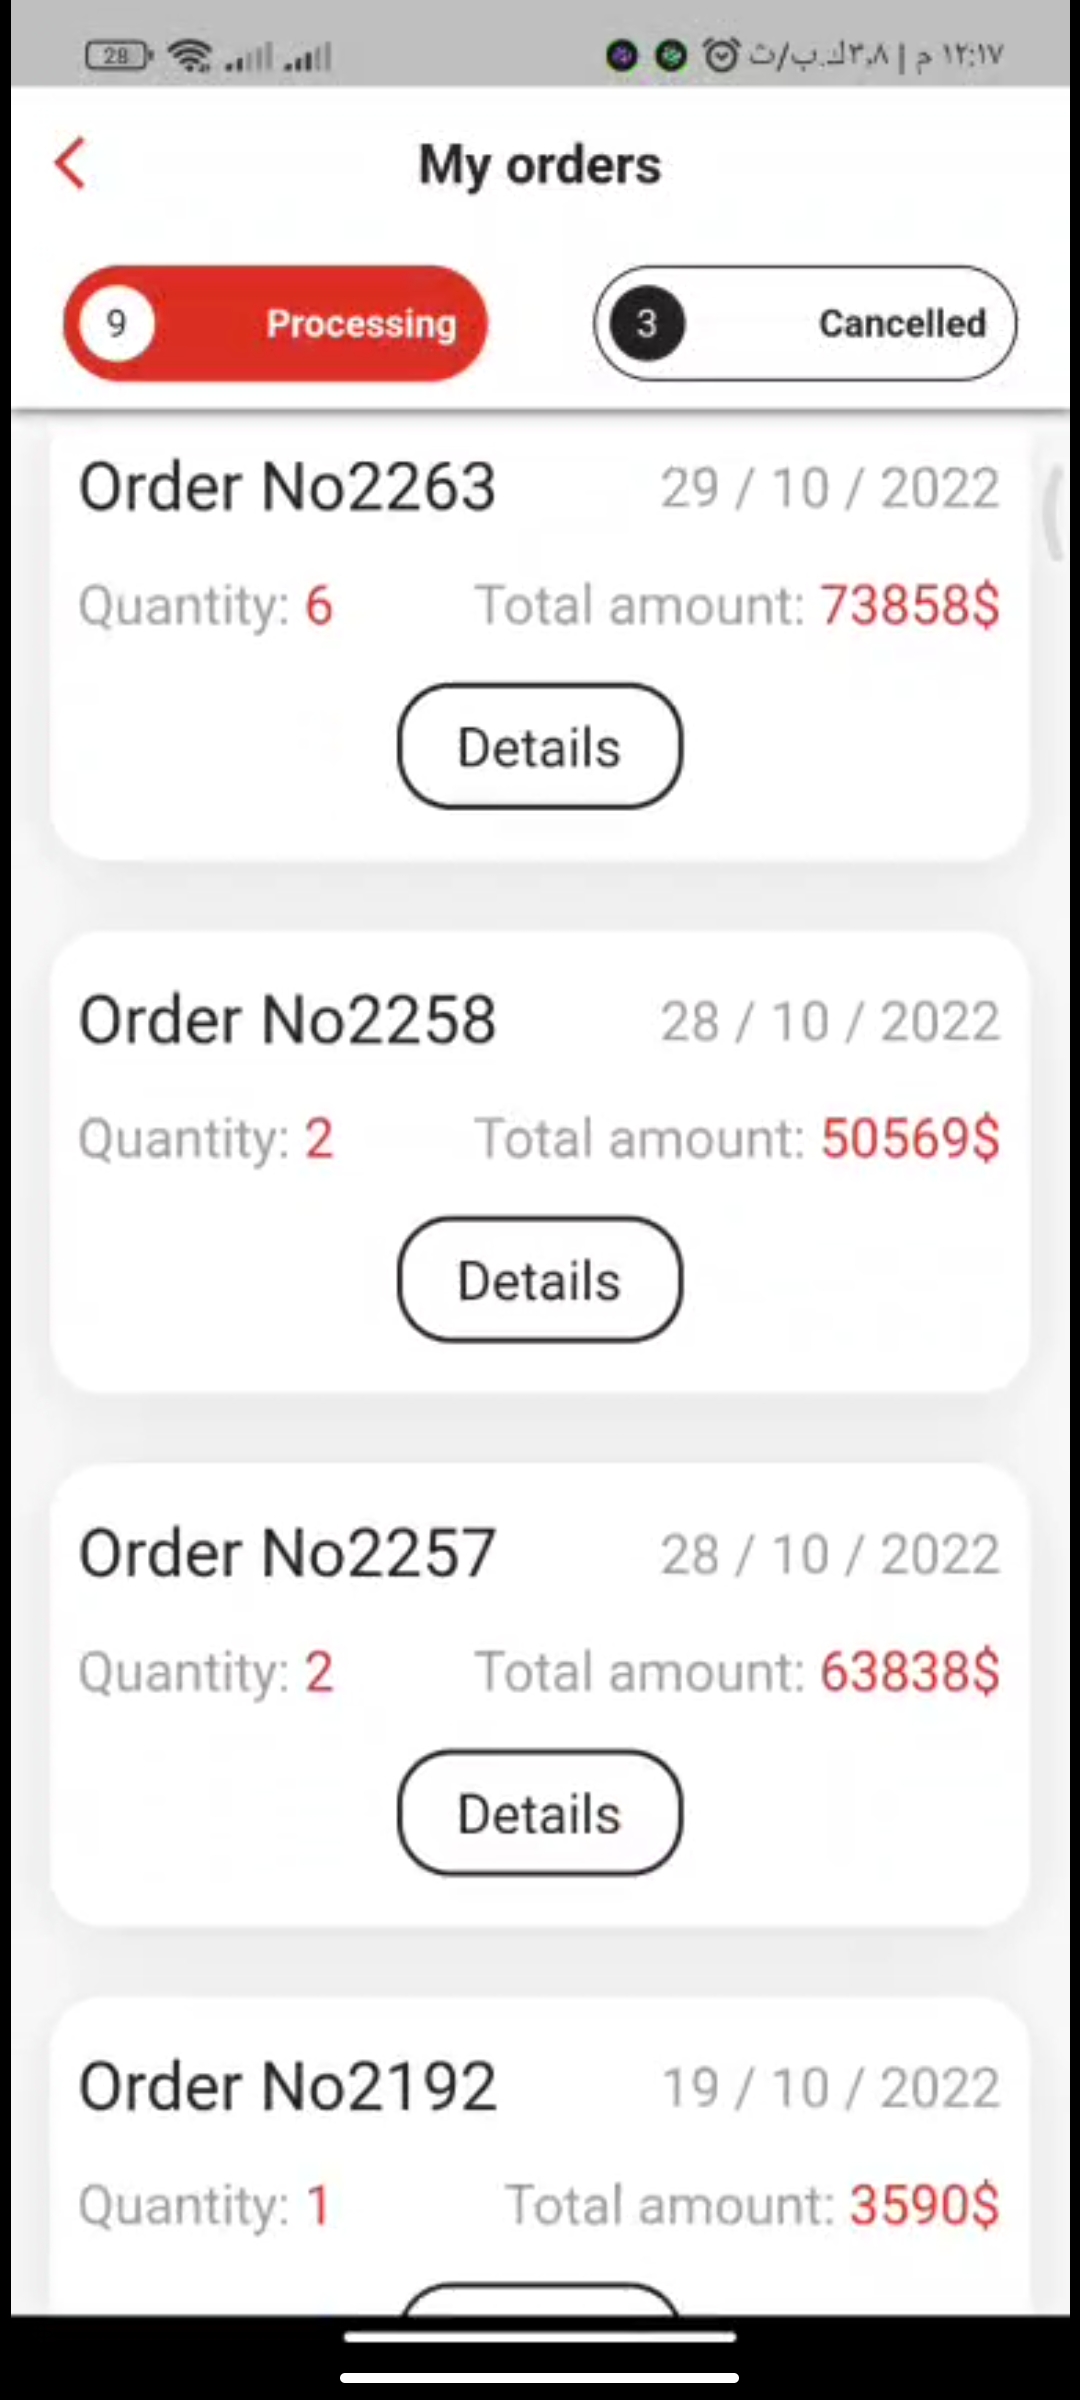 28 ١٢:١٧ م | ٣,٨ك.ب/ث
My orders
9 Processing 3 Cancelled
Order No2263 29 / 10 / 2022
Quantity: 6 Total amount: 73858$
Details
Order No2258 28 / 10 / 2022
Quantity: 2 Total amount: 50569$
Details
Order No2257 28 / 10 / 2022
Quantity: 2 Total amount: 63838$
Details
Order No2192 19 / 10 / 2022
Quantity: 1 Total amount: 3590$